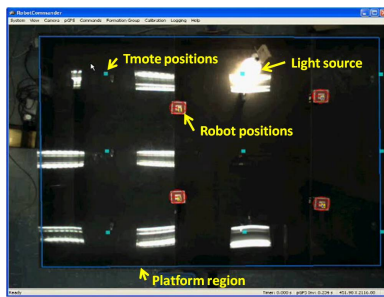 RobotCommander
System View Camera pGPS Commands Formation Group Calibration Logging Help
Tmote positions
Light source
Robot positions
Platform region
Ready